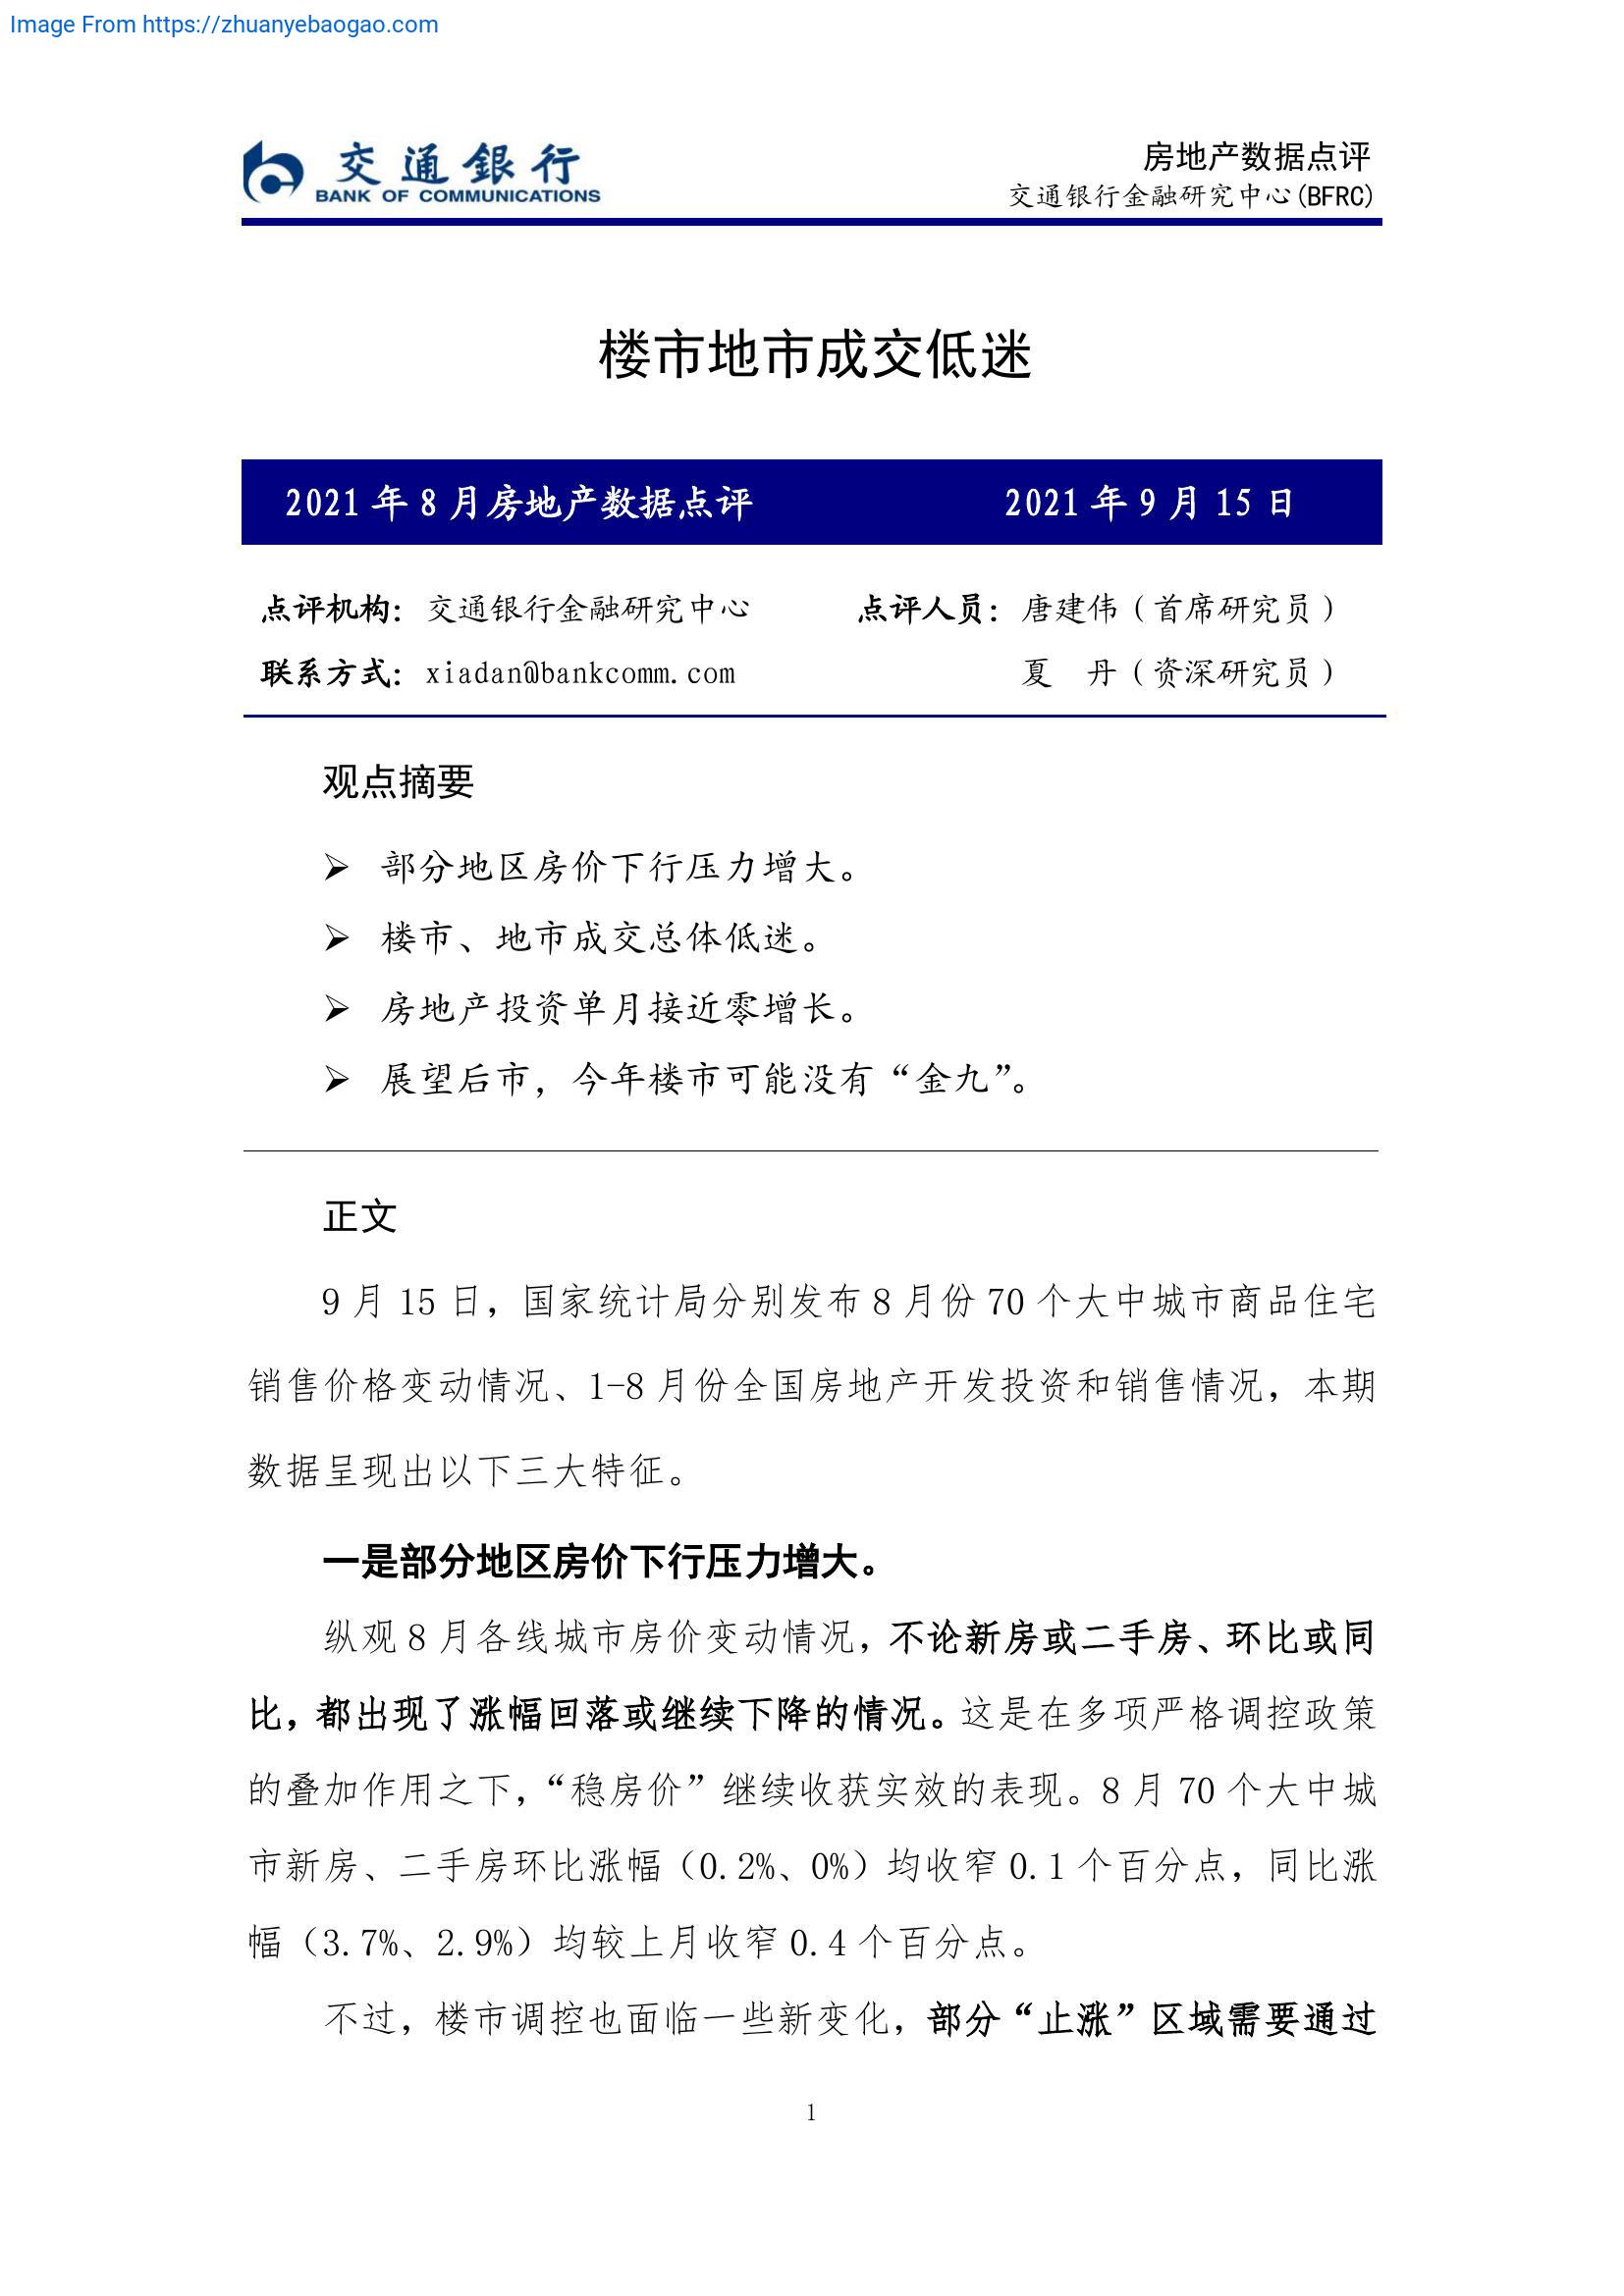 Image From https://zhuanyebaogao.com
交通銀行
BANK OF COMMUNICATIONS
房地产数据点评
交通银行金融研究中心(BFRC)
楼市地市成交低迷
2021 年 8 月房地产数据点评 2021 年 9 月 15 日
点评机构: 交通银行金融研究中心 点评人员: 唐建伟（首席研究员）
联系方式: xiadan@bankcomm.com 夏 丹（资深研究员）
观点摘要
➢ 部分地区房价下行压力增大。
➢ 楼市、地市成交总体低迷。
➢ 房地产投资单月接近零增长。
➢ 展望后市，今年楼市可能没有“金九”。
正文
9 月 15 日，国家统计局分别发布 8 月份 70 个大中城市商品住宅
销售价格变动情况、1-8 月份全国房地产开发投资和销售情况，本期
数据呈现出以下三大特征。
一是部分地区房价下行压力增大。
纵观 8 月各线城市房价变动情况，不论新房或二手房、环比或同
比，都出现了涨幅回落或继续下降的情况。这是在多项严格调控政策
的叠加作用之下，“稳房价”继续收获实效的表现。8 月 70 个大中城
市新房、二手房环比涨幅（0.2%、0%）均收窄 0.1 个百分点，同比涨
幅（3.7%、2.9%）均较上月收窄 0.4 个百分点。
不过，楼市调控也面临一些新变化，部分“止涨”区域需要通过
1